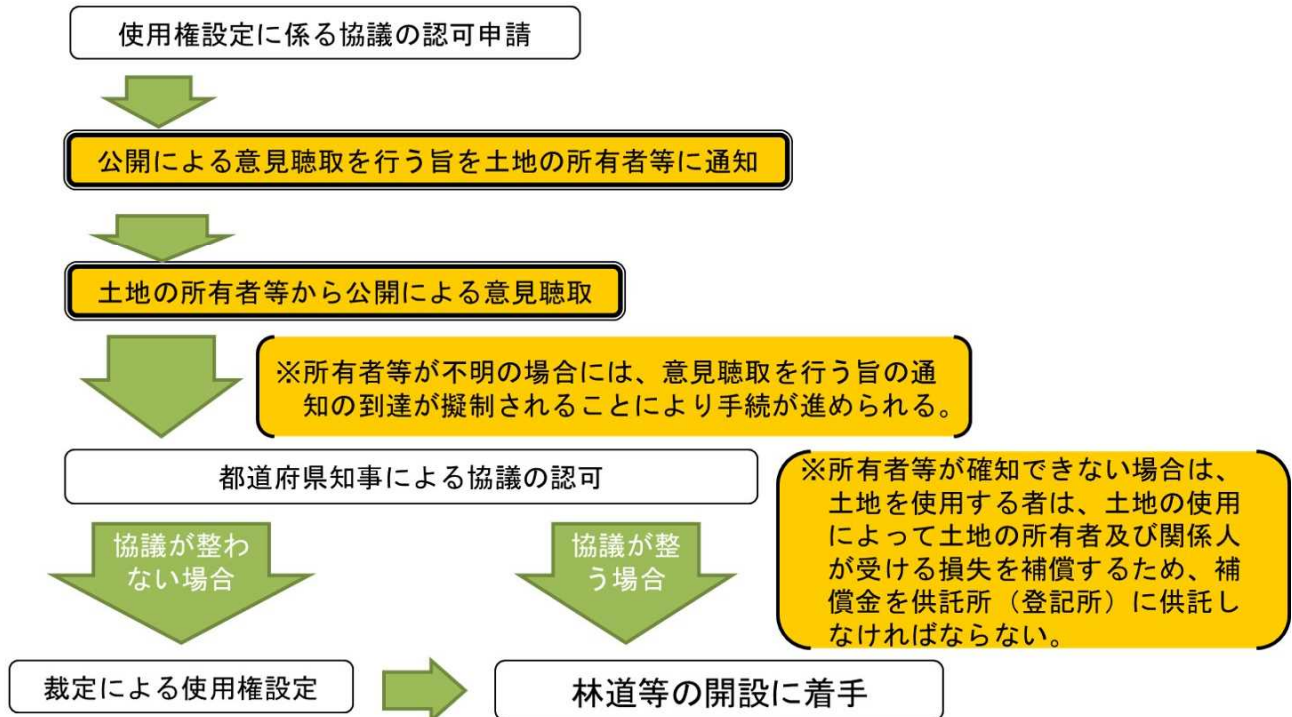 使用権設定に係る協議の認可申請
公開による意見聴取を行う旨を土地の所有者等に通知
土地の所有者等から公開による意見聴取
※所有者等が不明の場合には、意見聴取を行う旨の通
知の到達が擬制されることにより手続が進められる。
都道府県知事による協議の認可
※所有者等が確知できない場合は、
土地を使用する者は、土地の使用
によって土地の所有者及び関係人
が受ける損失を補償するため、補
償金を供託所（登記所）に供託し
なければならない。
協議が整わ
ない場合
協議が整
う場合
裁定による使用権設定
林道等の開設に着手